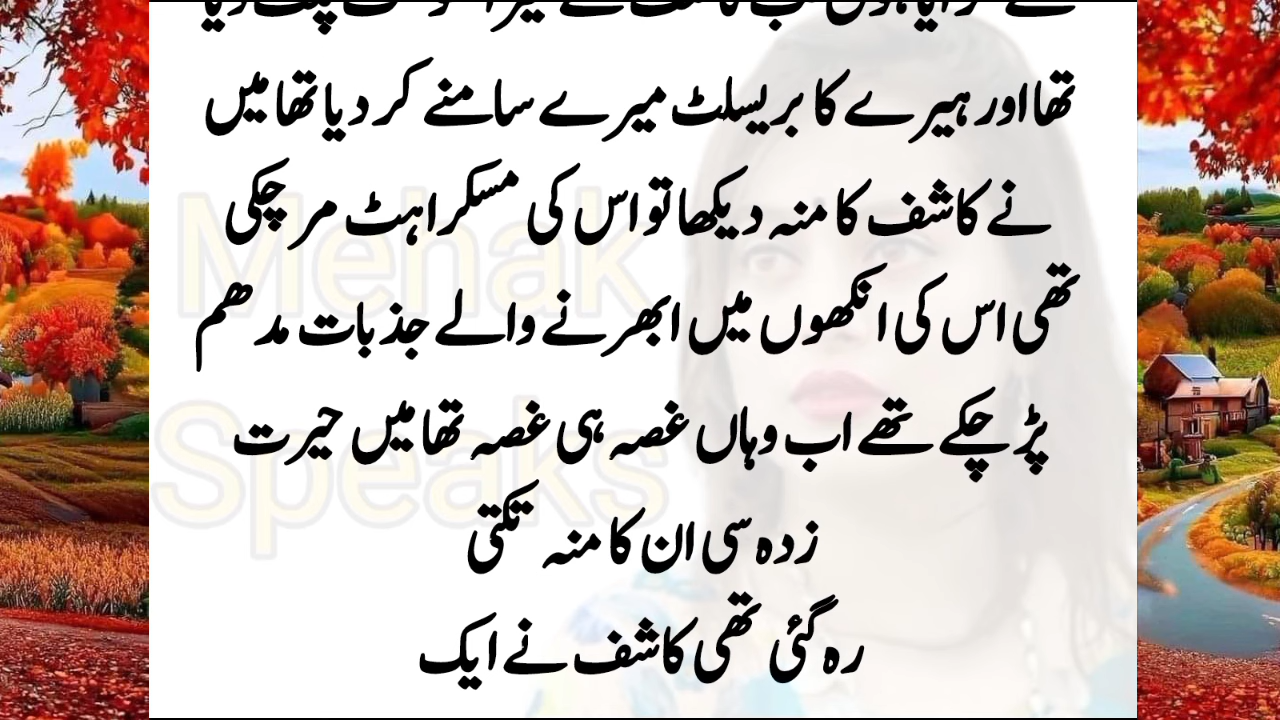 تھا اور ہیرے کا بریسلٹ میرے سامنے کر دیا تھا میں
نے کاشف کا منہ دیکھا تو اس کی مسکراہٹ مر چکی
تھی اس کی انکھوں میں ابھرنے والے جذبات مدھم
پڑ چکے تھے اب وہاں غصہ ہی غصہ تھا میں حیرت
زدہ سی ان کا منہ تکتی
رہ گئی تھی کاشف نے ایک
Mehak
Speaks